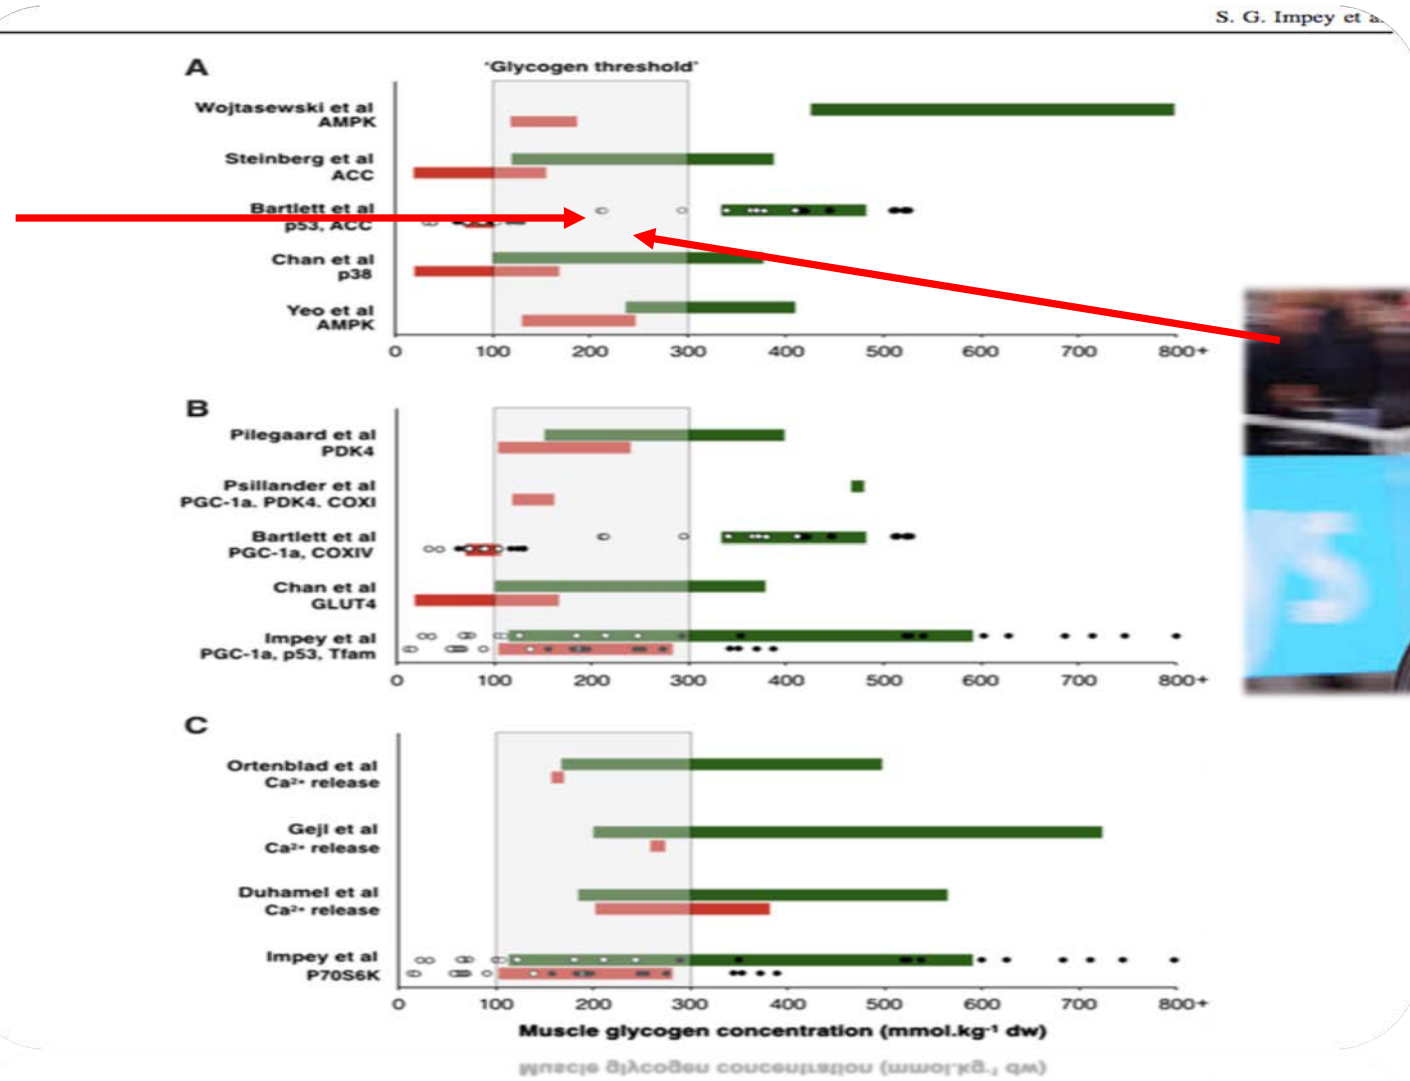 S. G. Impey et a
A
'Glycogen threshold'
Wojtasewski et al
AMPK
Steinberg et al
ACC
Bartlett et al
p53, ACC
Chan et al
p38
Yeo et al
AMPK
0 100 200 300 400 500 600 700 800+
B
Pilegaard et al
PDK4
Psillander et al
PGC-1a. PDK4. COXI
Bartlett et al
PGC-1a, COXIV
Chan et al
GLUT4
Impey et al
PGC-1a, p53, Tfam
0 100 200 300 400 500 600 700 800+
C
Ortenblad et al
Ca²⁺ release
Gejl et al
Ca²⁺ release
Duhamel et al
Ca²⁺ release
Impey et al
P70S6K
0 100 200 300 400 500 600 700 800+
Muscle glycogen concentration (mmol.kg⁻¹ dw)